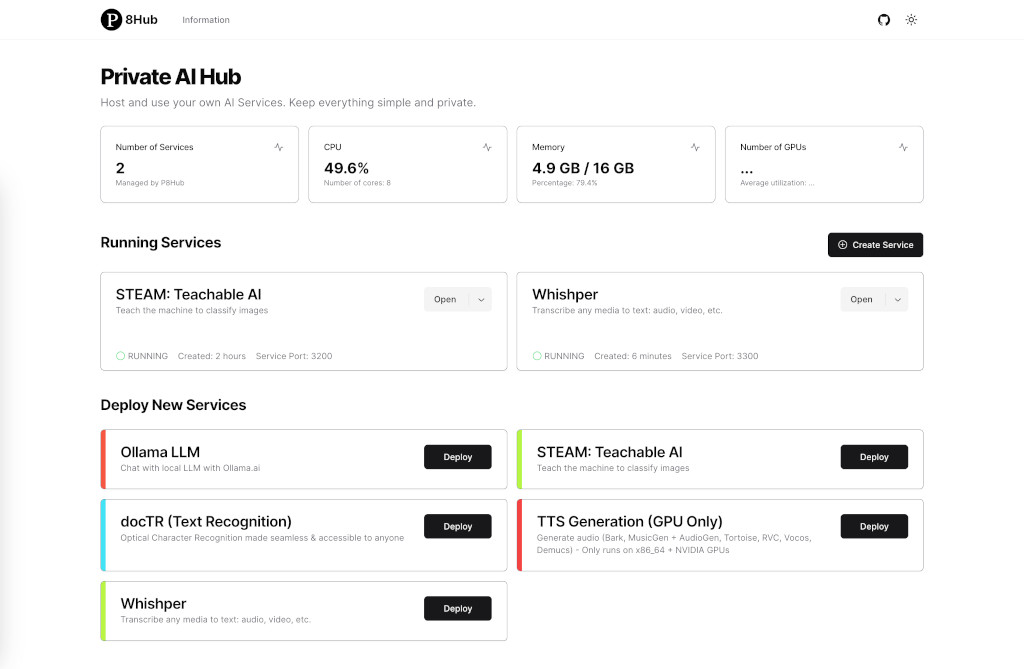 P 8Hub Information
Private AI Hub
Host and use your own AI Services. Keep everything simple and private.
Number of Services
2
Managed by P8Hub
CPU
49.6%
Number of cores: 8
Memory
4.9 GB / 16 GB
Percentage: 79.4%
Number of GPUs
...
Average utilization: ...
Running Services
Create Service
STEAM: Teachable AI
Teach the machine to classify images
Open
RUNNING Created: 2 hours Service Port: 3200
Whishper
Transcribe any media to text: audio, video, etc.
Open
RUNNING Created: 6 minutes Service Port: 3300
Deploy New Services
Ollama LLM
Chat with local LLM with Ollama.ai
Deploy
STEAM: Teachable AI
Teach the machine to classify images
Deploy
docTR (Text Recognition)
Optical Character Recognition made seamless & accessible to anyone
Deploy
TTS Generation (GPU Only)
Generate audio (Bark, MusicGen + AudioGen, Tortoise, RVC, Vocos,
Demucs) - Only runs on x86_64 + NVIDIA GPUs
Deploy
Whishper
Transcribe any media to text: audio, video, etc.
Deploy